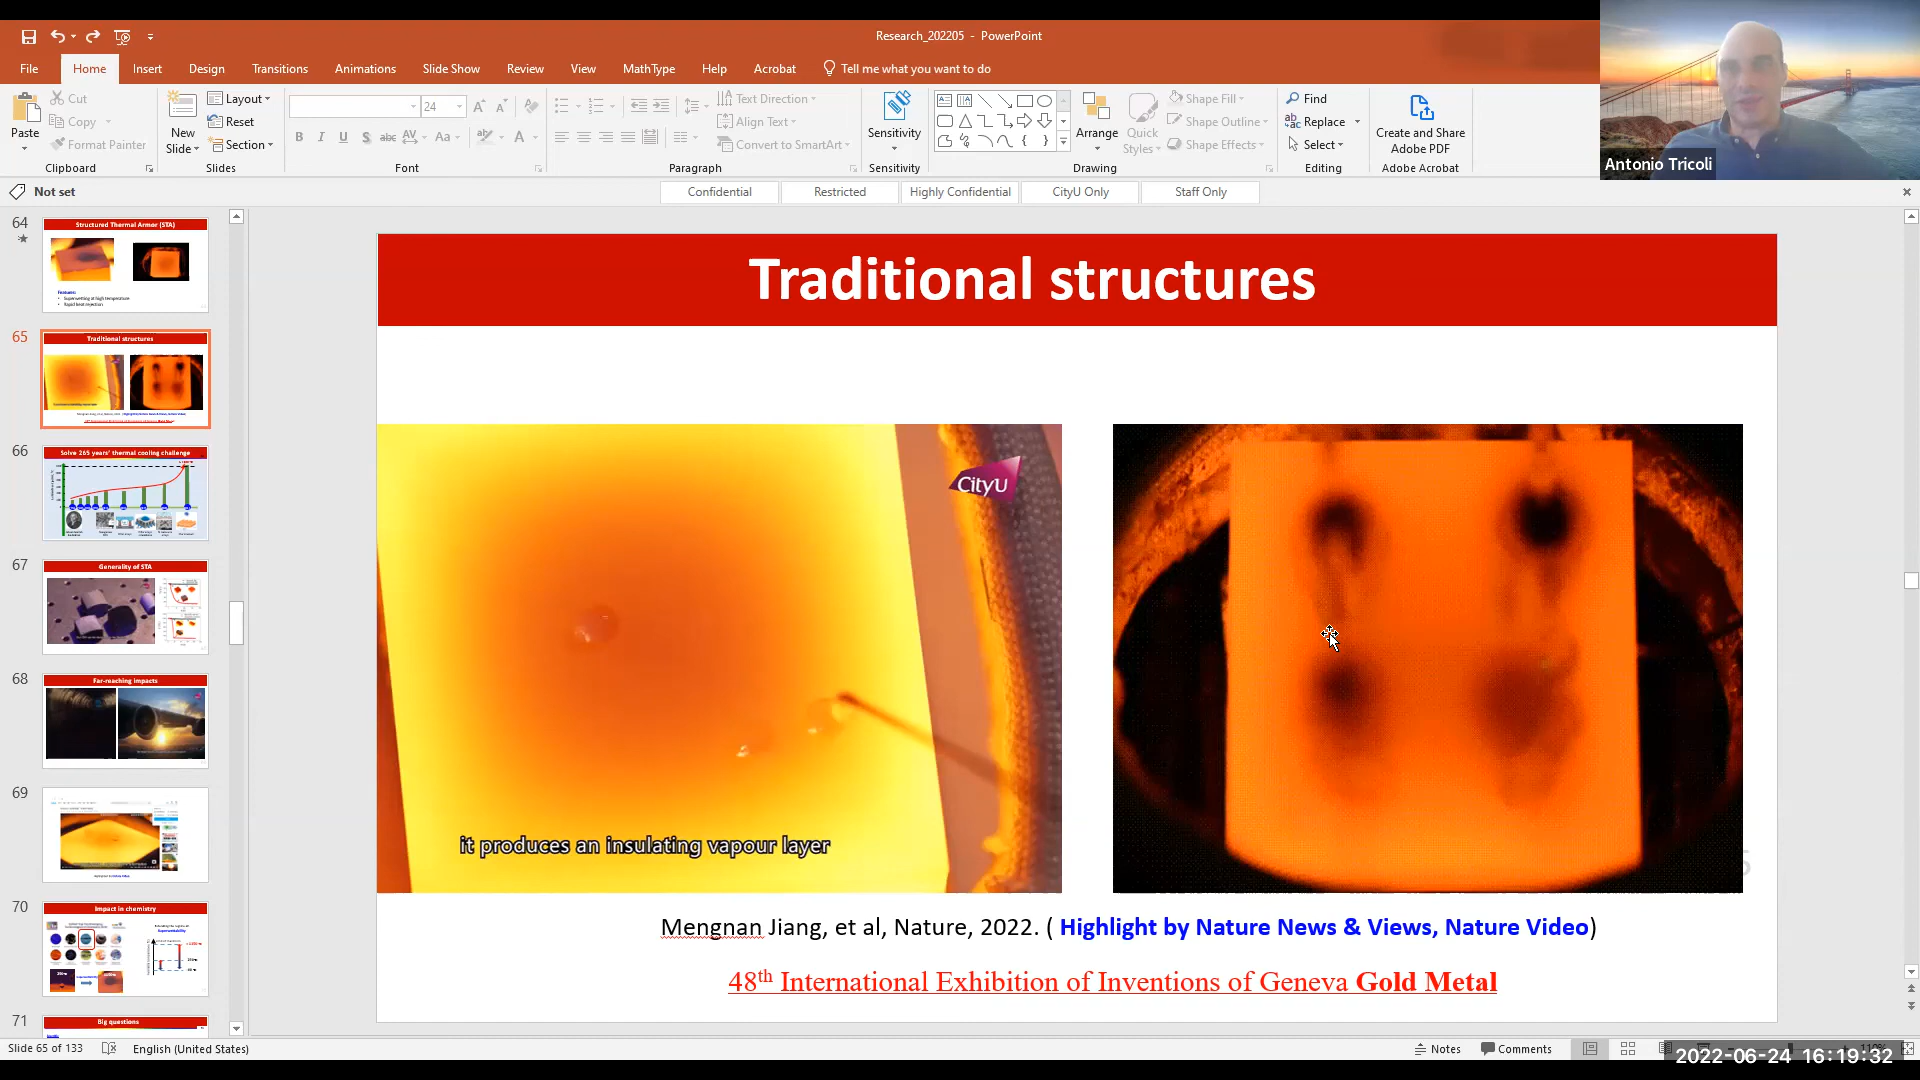 Research_202205 - PowerPoint
File Home Insert Design Transitions Animations Slide Show Review View MathType Help Acrobat Tell me what you want to do
Paste
Cut
Copy
Format Painter
Clipboard
New Slide
Layout
Reset
Section
Slides
24
Font
Text Direction
Align Text
Convert to SmartArt
Paragraph
Sensitivity
Sensitivity
Arrange
Quick Styles
Shape Fill
Shape Outline
Shape Effects
Drawing
Find
Replace
Select
Editing
Create and Share Adobe PDF
Adobe Acrobat
Antonio Tricoli
Not set
Confidential Restricted Highly Confidential CityU Only Staff Only
64
Structured Thermal Armor (STA)
Features:
Superwetting at high temperature
Rapid heat rejection
65
Traditional structures
66
Solve 265 years' thermal cooling challenge
67
Generality of STA
68
Far-reaching impacts
69
70
Impact in chemistry
71
Big questions
Traditional structures
CityU
it produces an insulating vapour layer
Mengnan Jiang, et al, Nature, 2022. ( Highlight by Nature News & Views, Nature Video)
48th International Exhibition of Inventions of Geneva Gold Metal
Slide 65 of 133
English (United States)
Notes
Comments
2022-06-24 16:19:32